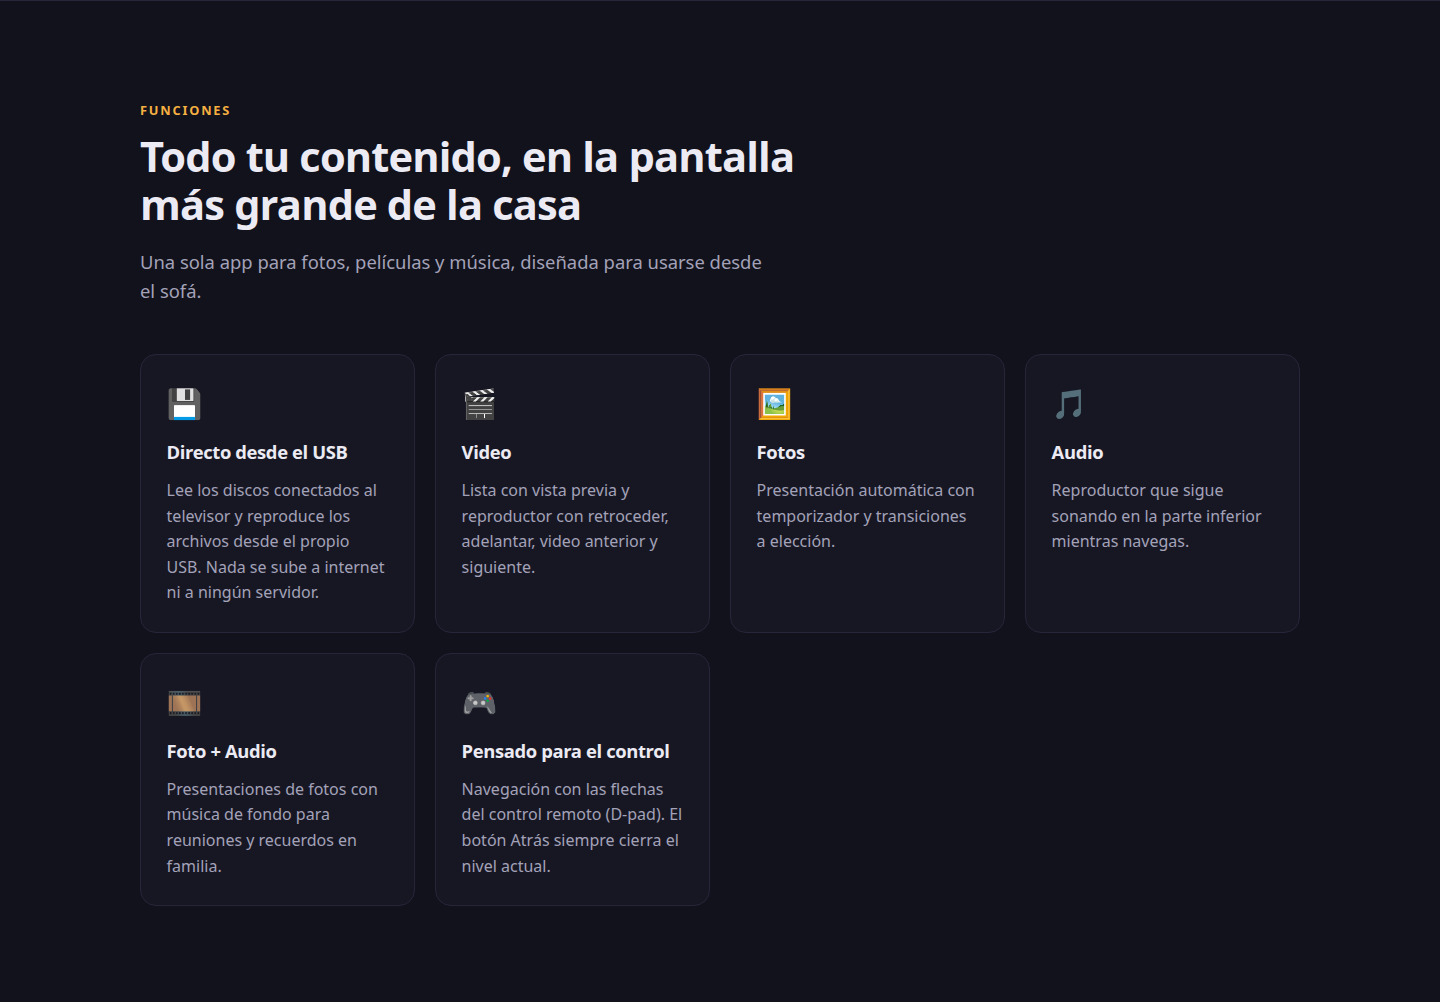 FUNCIONES
Todo tu contenido, en la pantalla
más grande de la casa
Una sola app para fotos, películas y música, diseñada para usarse desde
el sofá.
Directo desde el USB
Lee los discos conectados al
televisor y reproduce los
archivos desde el propio
USB. Nada se sube a internet
ni a ningún servidor.
Video
Lista con vista previa y
reproductor con retroceder,
adelantar, video anterior y
siguiente.
Fotos
Presentación automática con
temporizador y transiciones
a elección.
Audio
Reproductor que sigue
sonando en la parte inferior
mientras navegas.
Foto + Audio
Presentaciones de fotos con
música de fondo para
reuniones y recuerdos en
familia.
Pensado para el control
Navegación con las flechas
del control remoto (D-pad). El
botón Atrás siempre cierra el
nivel actual.